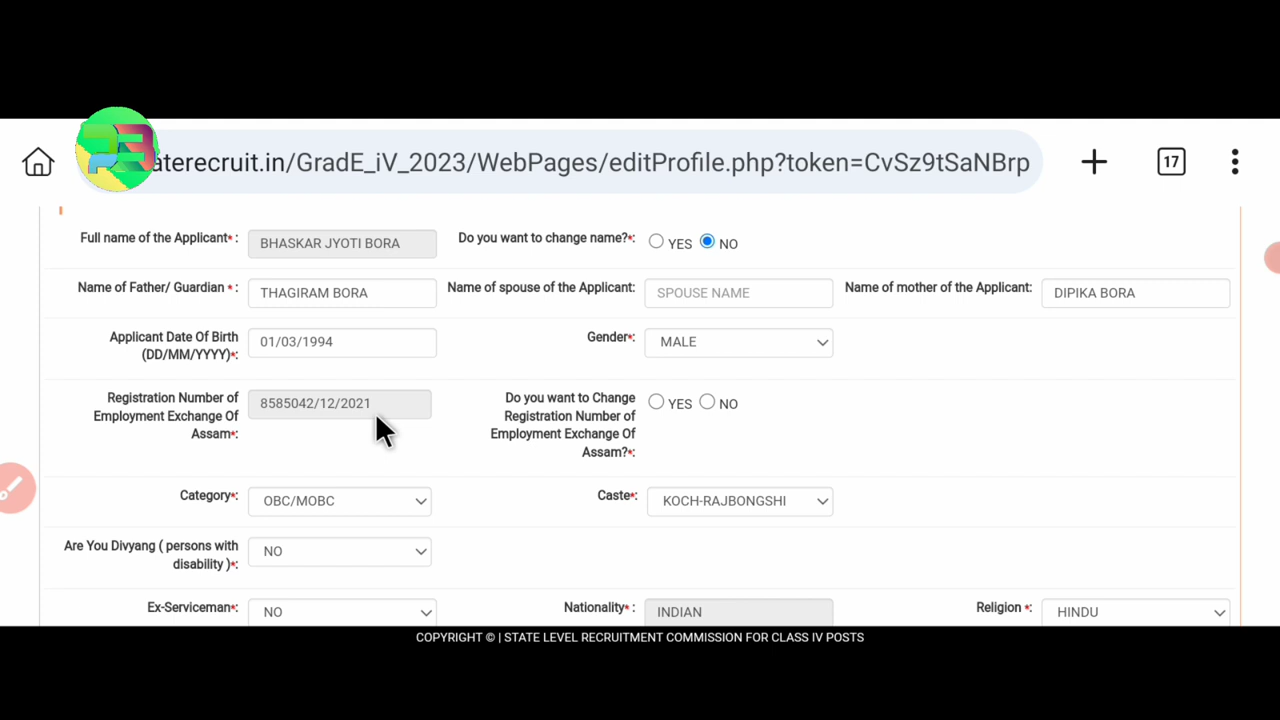 aterecruit.in/GradE_iV_2023/WebPages/editProfile.php?token=CvSz9tSaNBrp
17
Full name of the Applicant*: BHASKAR JYOTI BORA Do you want to change name?*: YES NO
Name of Father/ Guardian *: THAGIRAM BORA Name of spouse of the Applicant: SPOUSE NAME Name of mother of the Applicant: DIPIKA BORA
Applicant Date Of Birth
(DD/MM/YYYY)*: 01/03/1994 Gender*: MALE
Registration Number of
Employment Exchange Of
Assam*: 8585042/12/2021
Do you want to Change
Registration Number of
Employment Exchange Of
Assam?*: YES NO
Category*: OBC/MOBC Caste*: KOCH-RAJBONGSHI
Are You Divyang ( persons with
disability )*: NO
Ex-Serviceman*: NO Nationality* : INDIAN Religion *: HINDU
COPYRIGHT © | STATE LEVEL RECRUITMENT COMMISSION FOR CLASS IV POSTS